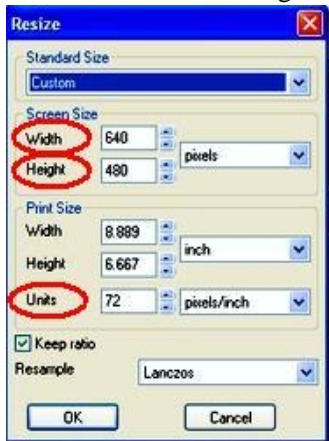 Resize
Standard Size
Custom
Screen Size
Width 640
pixels
Height 480
Print Size
Width 8.889
inch
Height 6.667
Units 72 pixels/inch
Keep ratio
Resample Lanczos
OK Cancel